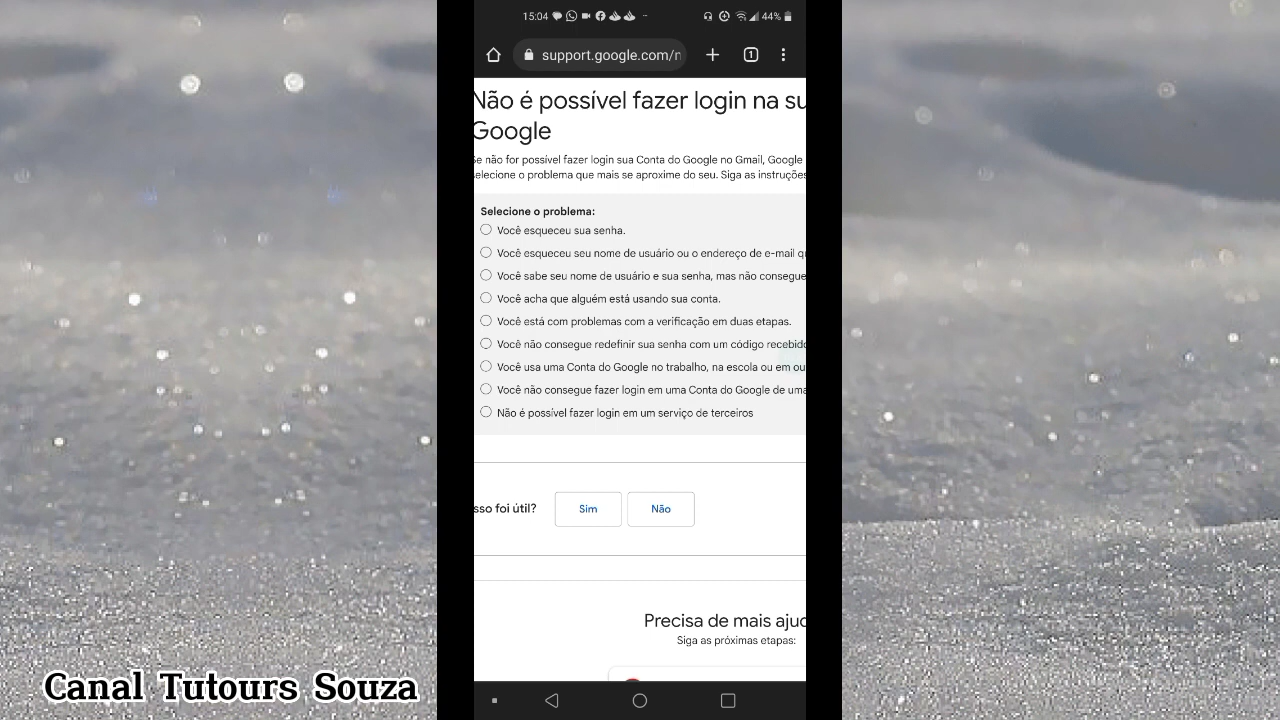 15:04
44%
support.google.com/n
1
Não é possível fazer login na su
Google
Se não for possível fazer login sua Conta do Google no Gmail, Google
selecione o problema que mais se aproxime do seu. Siga as instruções
Selecione o problema:
Você esqueceu sua senha.
Você esqueceu seu nome de usuário ou o endereço de e-mail q
Você sabe seu nome de usuário e sua senha, mas não consegue
Você acha que alguém está usando sua conta.
Você está com problemas com a verificação em duas etapas.
Você não consegue redefinir sua senha com um código recebido
Você usa uma Conta do Google no trabalho, na escola ou em ou
Você não consegue fazer login em uma Conta do Google de uma
Não é possível fazer login em um serviço de terceiros
sso foi útil?
Sim
Não
Precisa de mais ajud
Siga as próximas etapas:
Canal Tutours Souza